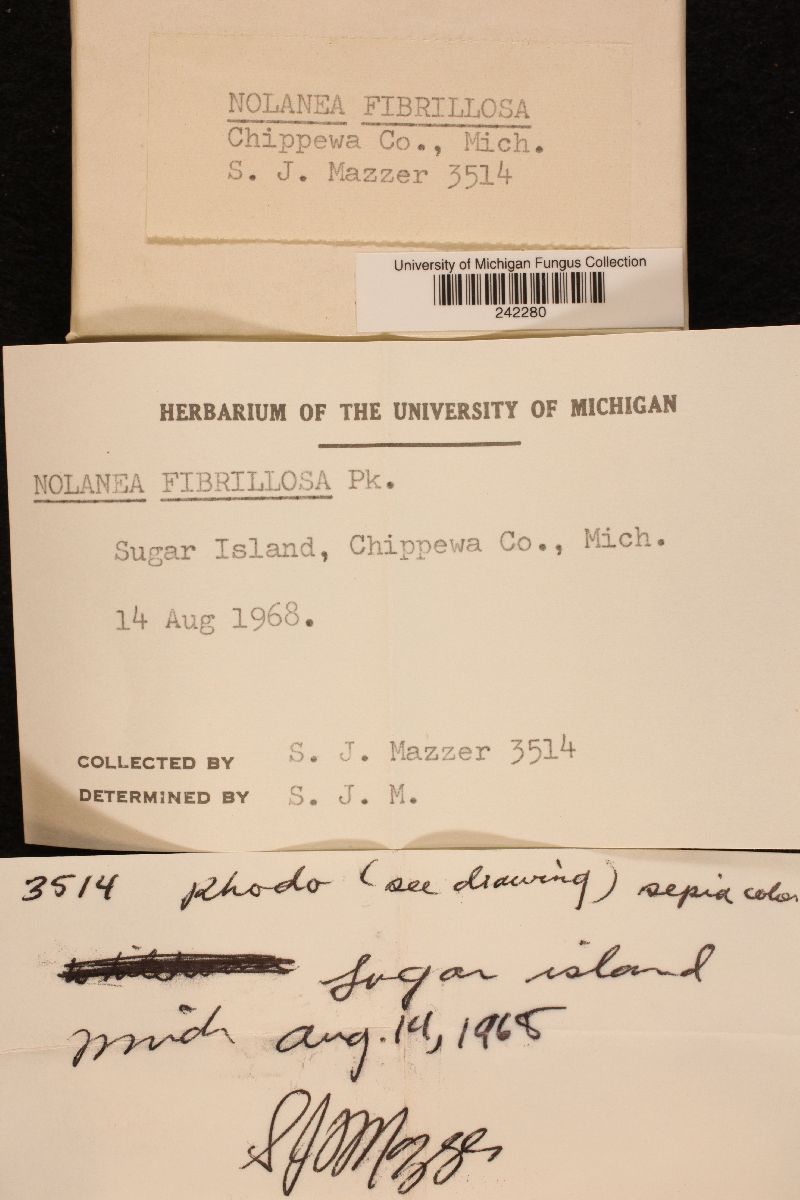 NOLANEA FIBRILLOSA
Chippewa Co., Mich.
S. J. Mazzer 3514
University of Michigan Fungus Collection
242280
HERBARIUM OF THE UNIVERSITY OF MICHIGAN
NOLANEA FIBRILLOSA Pk.
Sugar Island, Chippewa Co., Mich.
14 Aug 1968.
COLLECTED BY S. J. Mazzer 3514
DETERMINED BY S. J. M.
3514 Rhodo (see drawing) sepia color
Sugar island
Mich Aug. 14, 1968
SJ Mazzer